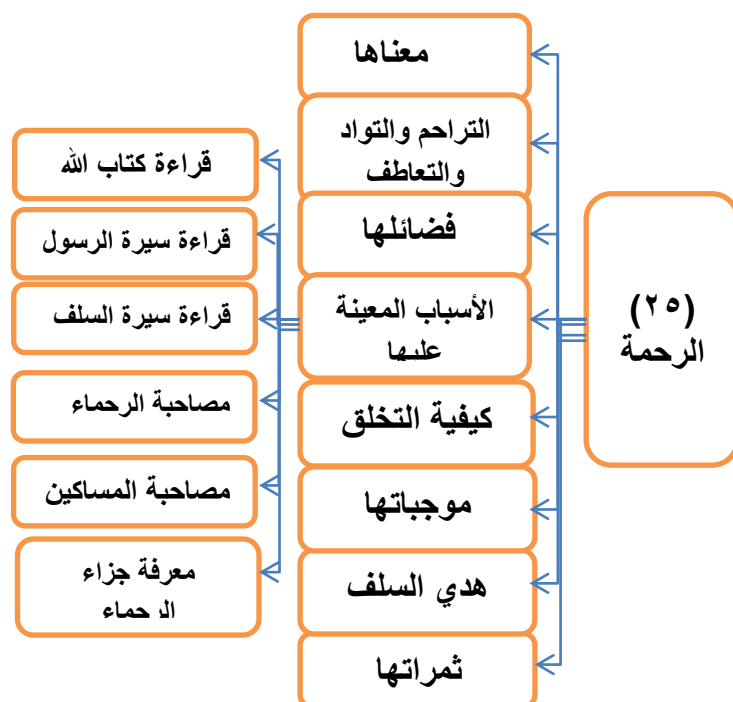 (٢٥)
الرحمة
معناها
التراحم والتواد
والتعاطف
فضائلها
الأسباب المعينة
عليها
كيفية التخلق
موجباتها
هدي السلف
ثمراتها
قراءة كتاب الله
قراءة سيرة الرسول
قراءة سيرة السلف
مصاحبة الرحماء
مصاحبة المساكين
معرفة جزاء
الرحماء